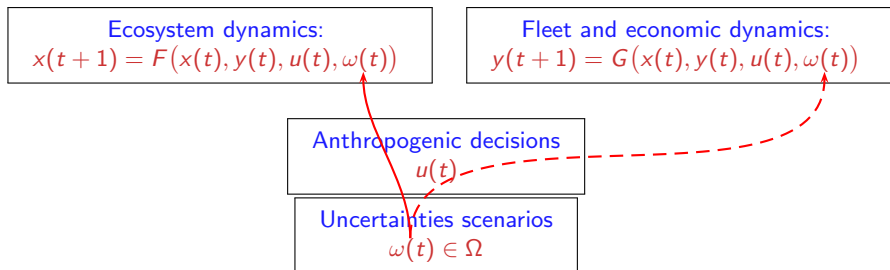 Ecosystem dynamics:
x(t + 1) = F(x(t), y(t), u(t), ω(t))
Fleet and economic dynamics:
y(t + 1) = G(x(t), y(t), u(t), ω(t))
Anthropogenic decisions
u(t)
Uncertainties scenarios
ω(t) ∈ Ω